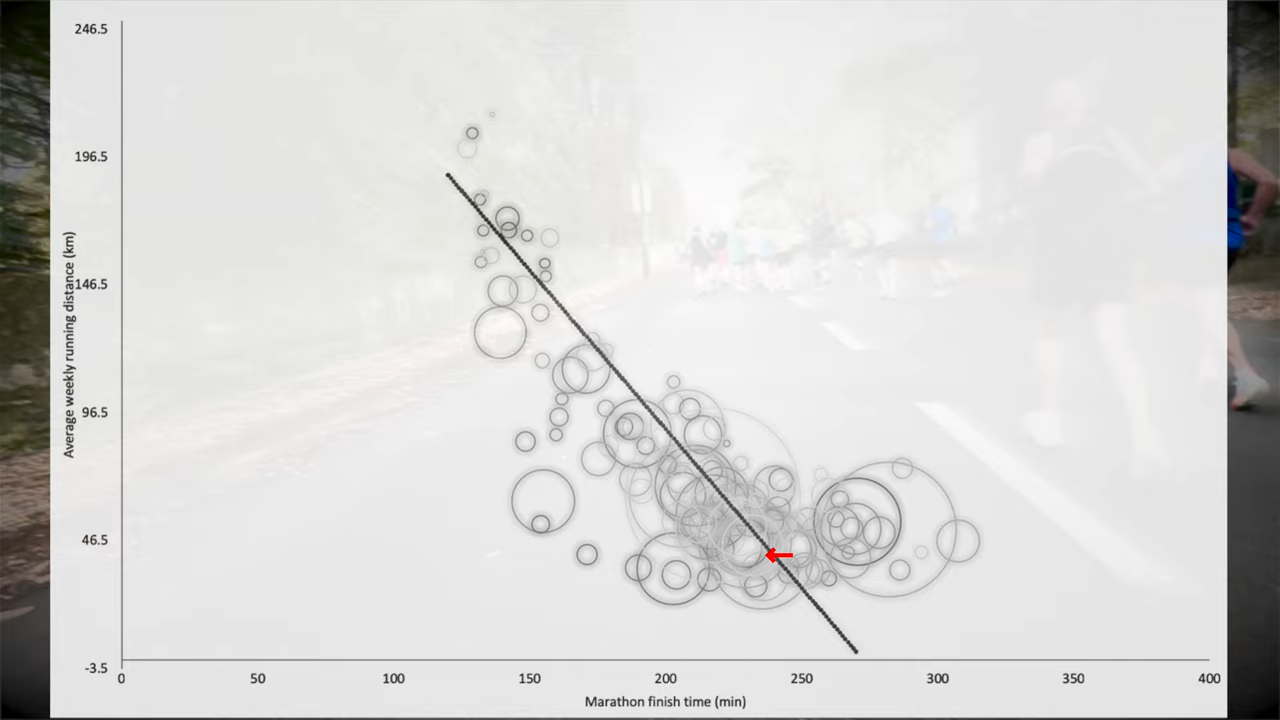 246.5
196.5
146.5
96.5
46.5
-3.5
Average weekly running distance (km)
0 50 100 150 200 250 300 350 400
Marathon finish time (min)